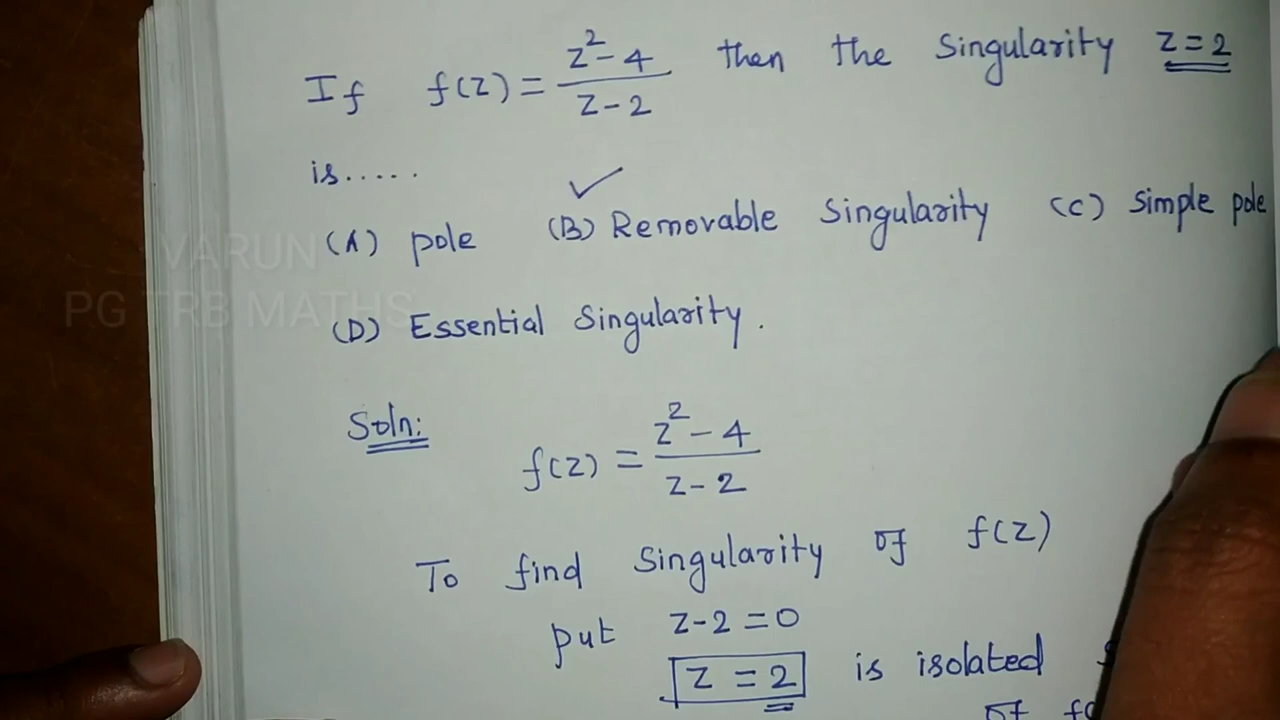 If f(z) = z² - 4 / z - 2 then the Singularity z = 2
is.....
✓
(A) pole (B) Removable Singularity (C) Simple pole
(D) Essential Singularity.
VARUN
PG TRB MATHS
Soln:
f(z) = z² - 4 / z - 2
To find Singularity of f(z)
put z - 2 = 0
z = 2 is isolated
of